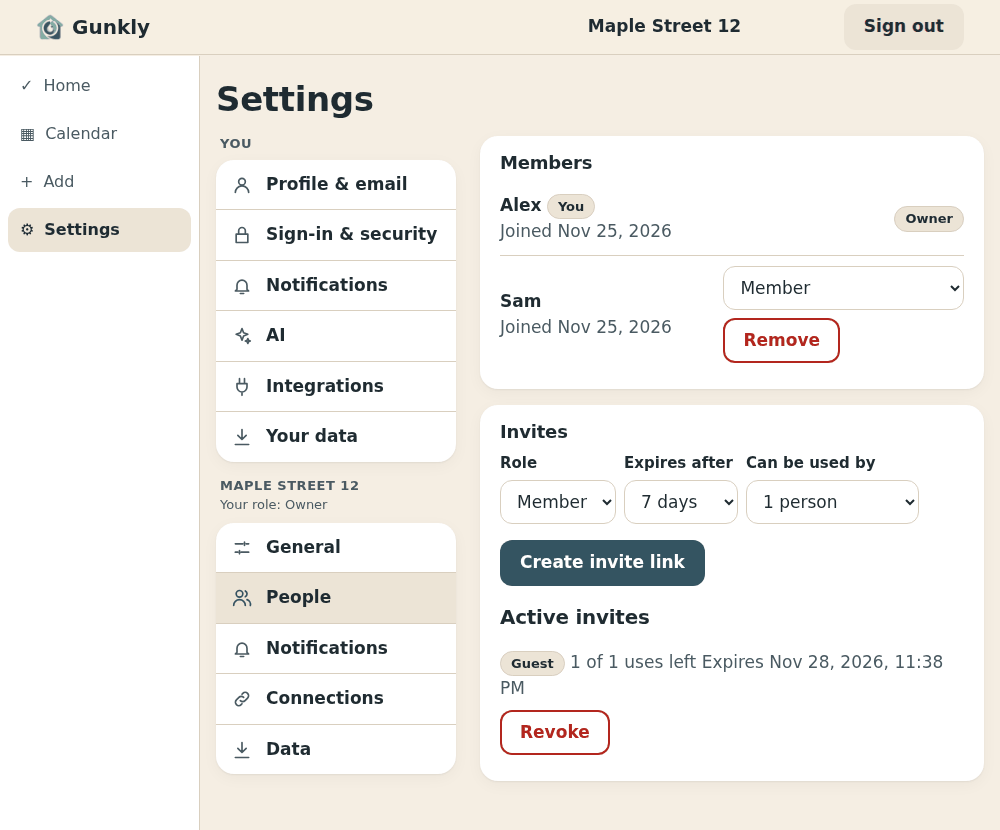 Gunkly
Maple Street 12
Sign out
Home
Calendar
Add
Settings
Settings
YOU
Profile & email
Sign-in & security
Notifications
AI
Integrations
Your data
MAPLE STREET 12
Your role: Owner
General
People
Notifications
Connections
Data
Members
Alex You
Joined Nov 25, 2026
Owner
Sam
Joined Nov 25, 2026
Member
Remove
Invites
Role Expires after Can be used by
Member 7 days 1 person
Create invite link
Active invites
Guest 1 of 1 uses left Expires Nov 28, 2026, 11:38
PM
Revoke